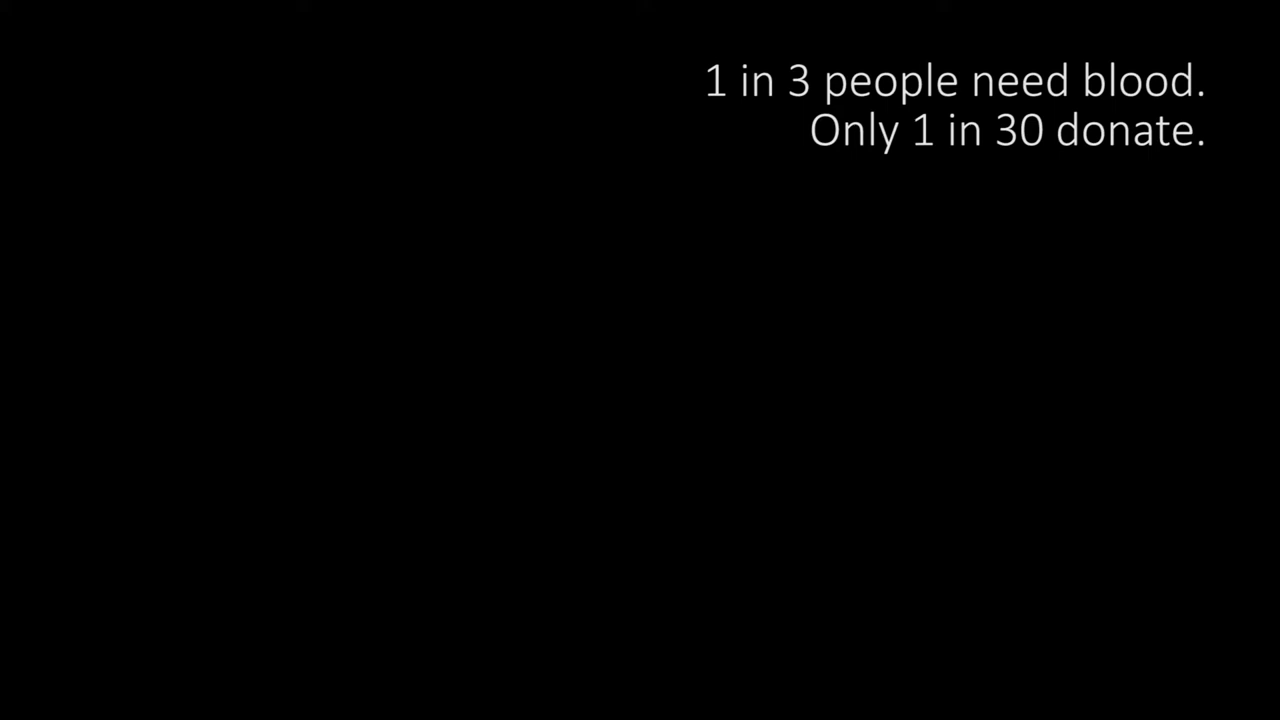 1 in 3 people need blood.
Only 1 in 30 donate.